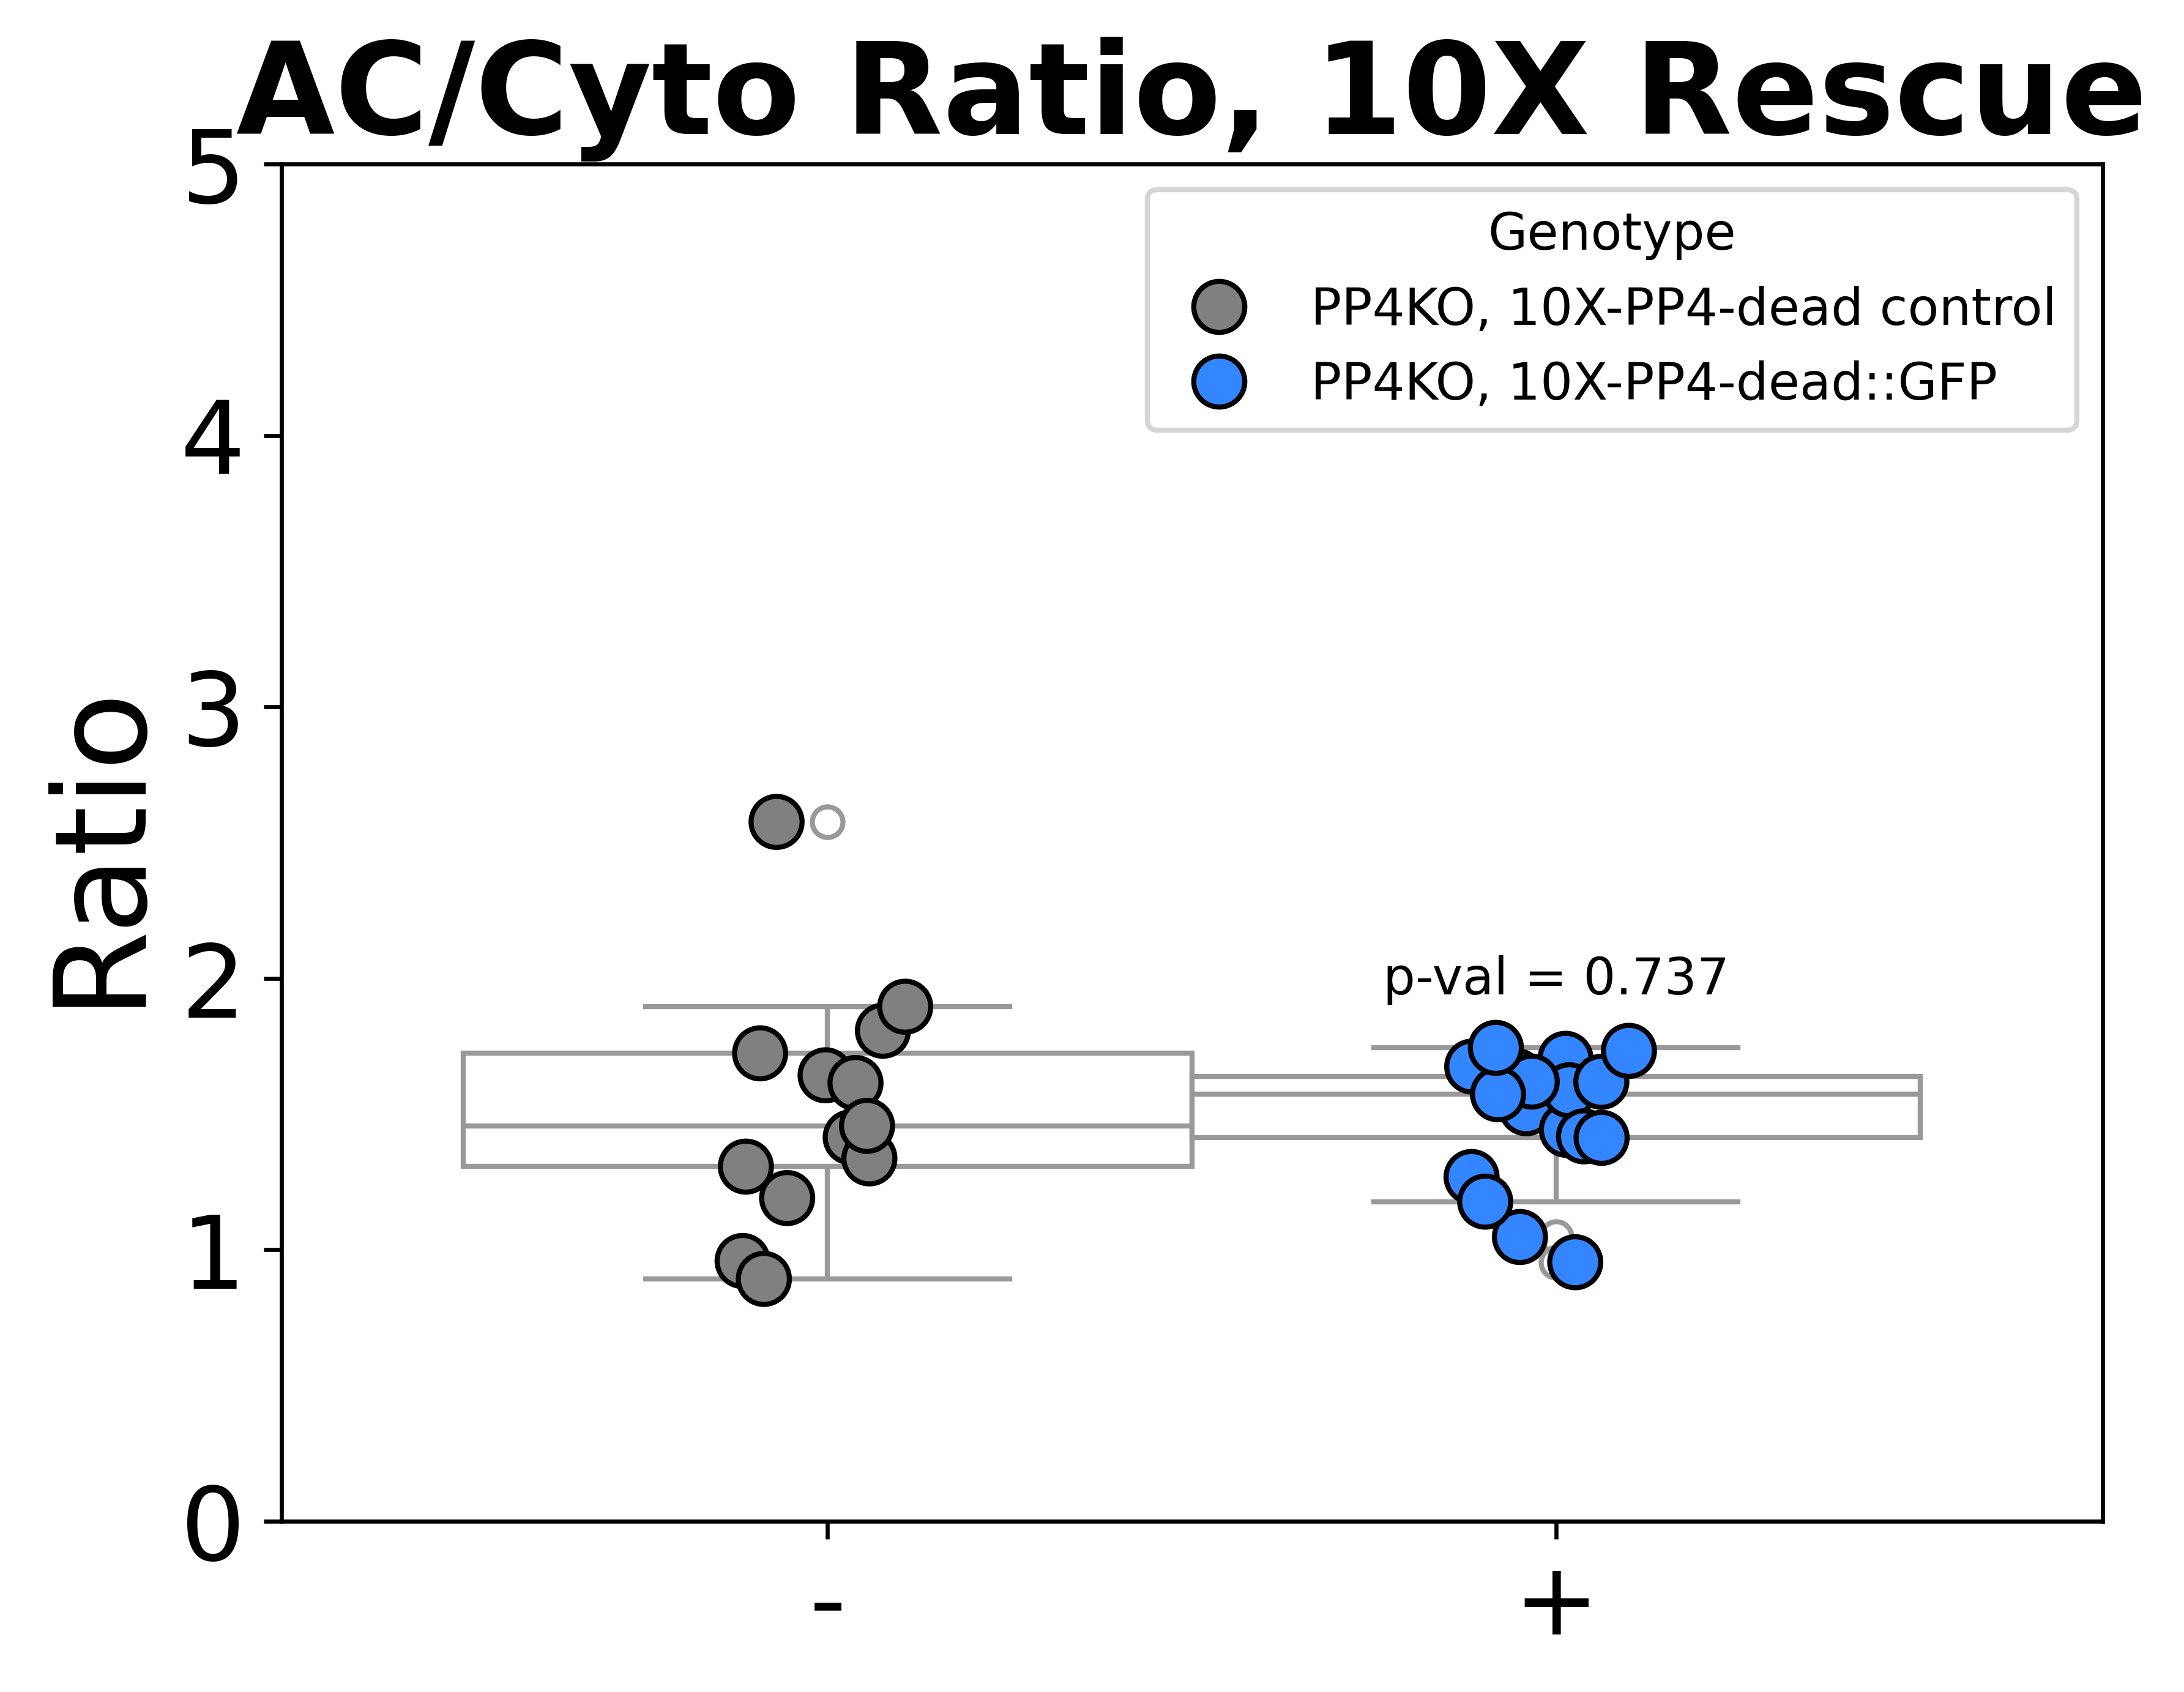 AC/Cyto Ratio, 10X Rescue
Genotype
PP4KO, 10X-PP4-dead control
PP4KO, 10X-PP4-dead::GFP
Ratio
5
4
3
2
1
0
p-val = 0.737
-
+